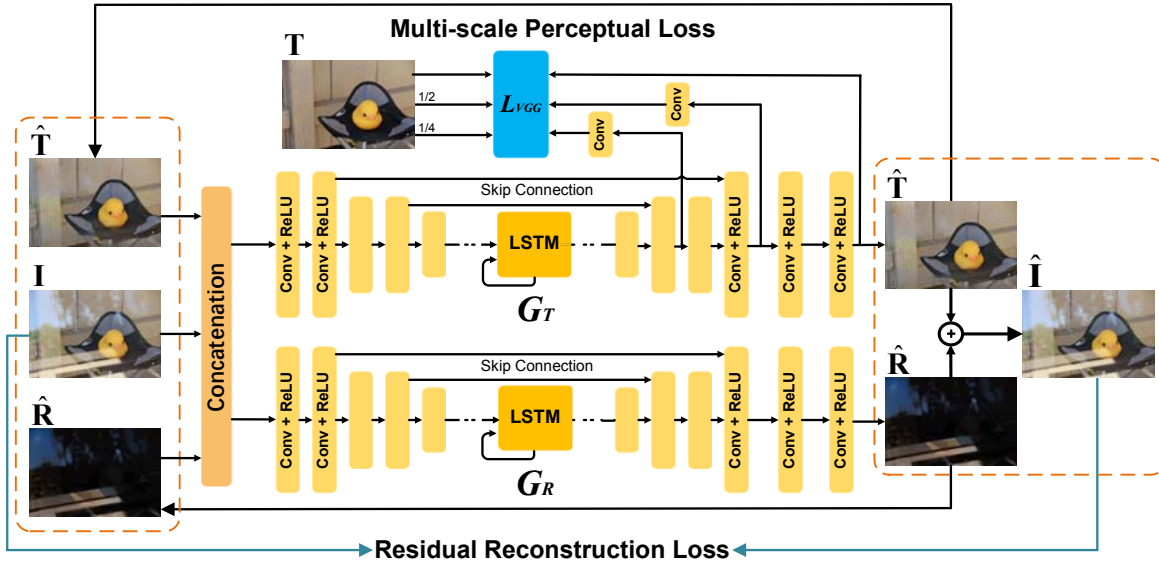 Multi-scale Perceptual Loss
T
L_VGG
1/2
1/4
Conv
Conv
T̂
I
R̂
Concatenation
Conv + ReLU
Conv + ReLU
Skip Connection
LSTM
G_T
Conv + ReLU
Conv + ReLU
Conv + ReLU
Conv + ReLU
Conv + ReLU
Skip Connection
LSTM
G_R
Conv + ReLU
Conv + ReLU
Conv + ReLU
T̂
+
Î
R̂
Residual Reconstruction Loss